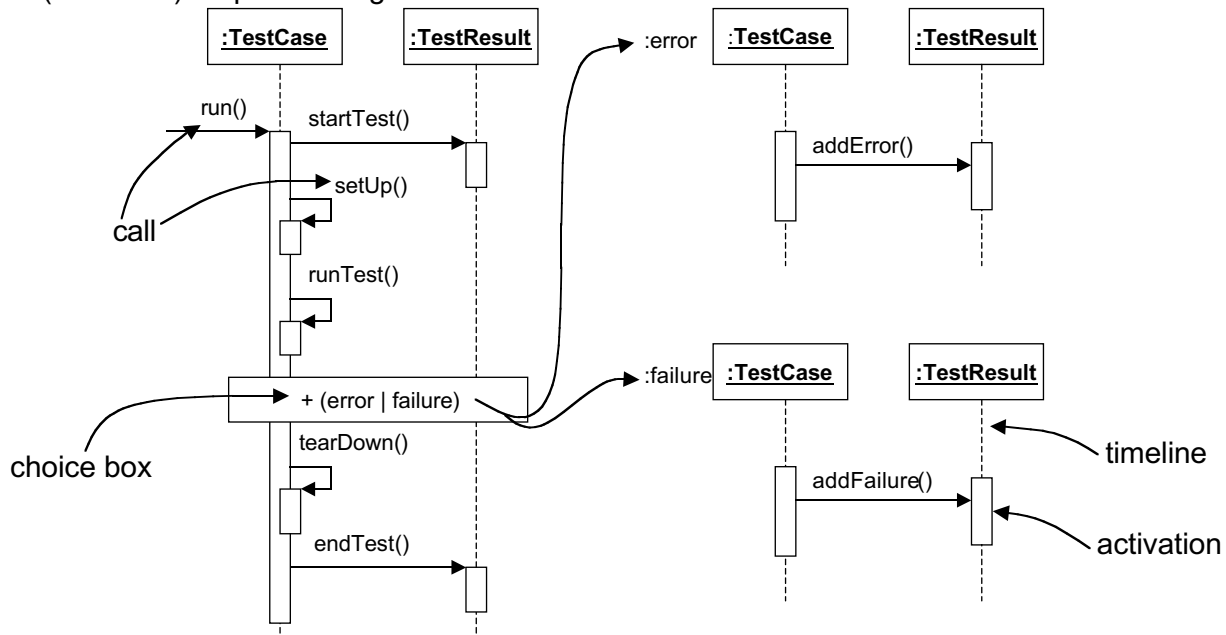 :TestCase
:TestResult
run()
startTest()
setUp()
call
runTest()
+ (error | failure)
choice box
tearDown()
endTest()
:error
:TestCase
:TestResult
addError()
:failure
:TestCase
:TestResult
timeline
addFailure()
activation